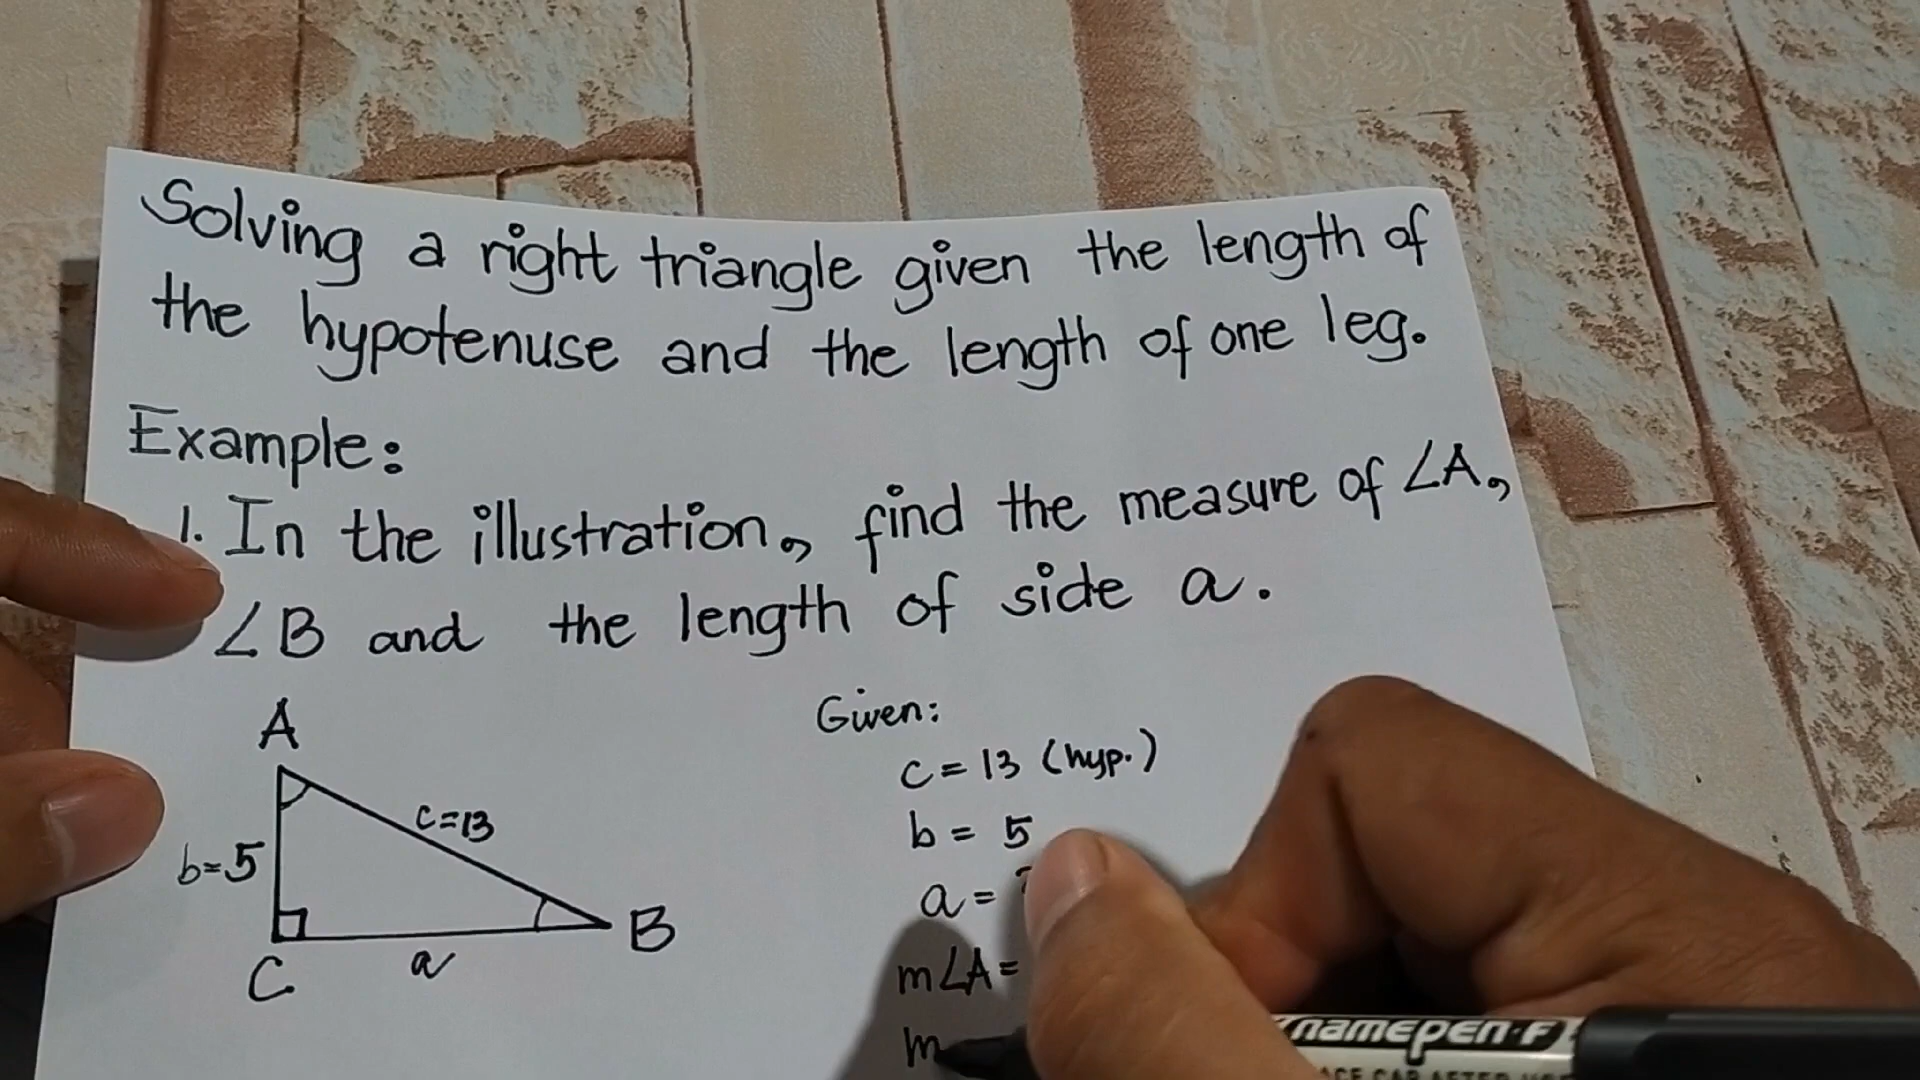 Solving a right triangle given the length of
the hypotenuse and the length of one leg.
Example:
1. In the illustration, find the measure of ∠A,
∠B and the length of side a.
A
b=5
c=13
C
a
B
Given:
c = 13 (hyp.)
b = 5
a =
m∠A =
m
namepen-F